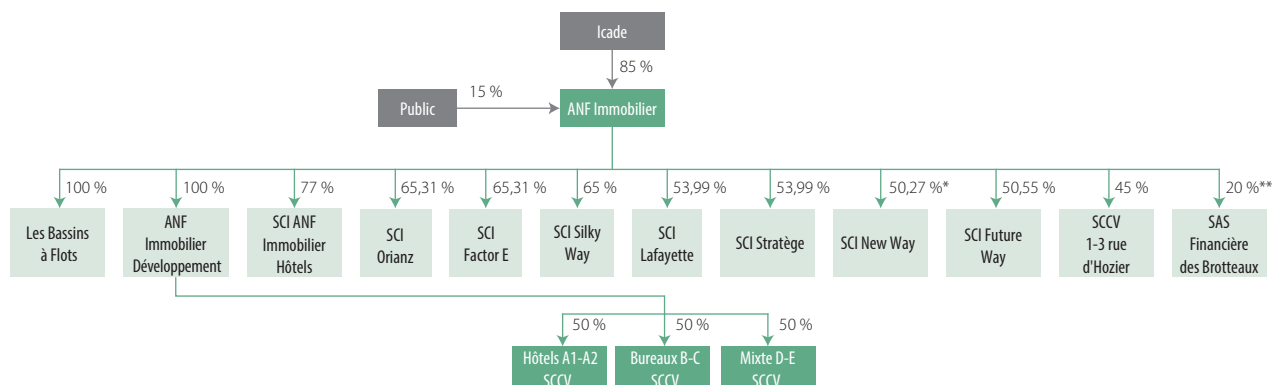 Icade
85 %
15 %
Public
ANF Immobilier
100 %
100 %
77 %
65,31 %
65,31 %
65 %
53,99 %
53,99 %
50,27 %*
50,55 %
45 %
20 %**
Les Bassins
à Flots
ANF
Immobilier
Développement
SCI ANF
Immobilier
Hôtels
SCI
Orianz
SCI
Factor E
SCI Silky
Way
SCI
Lafayette
SCI Stratège
SCI New Way
SCI Future
Way
SCCV
1-3 rue
d'Hozier
SAS
Financière
des Brotteaux
50 %
50 %
50 %
Hôtels A1-A2
SCCV
Bureaux B-C
SCCV
Mixte D-E
SCCV